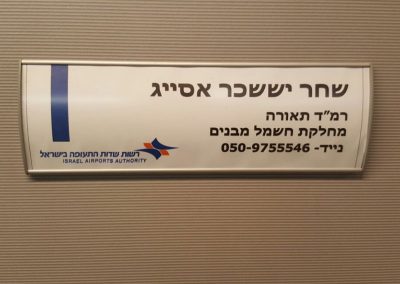 שחר יששכר אסייג
רמ"ד תאורה
מחלקת חשמל מבנים
נייד- 050-9755546
רשות שדות התעופה בישראל
ISRAEL AIRPORTS AUTHORITY